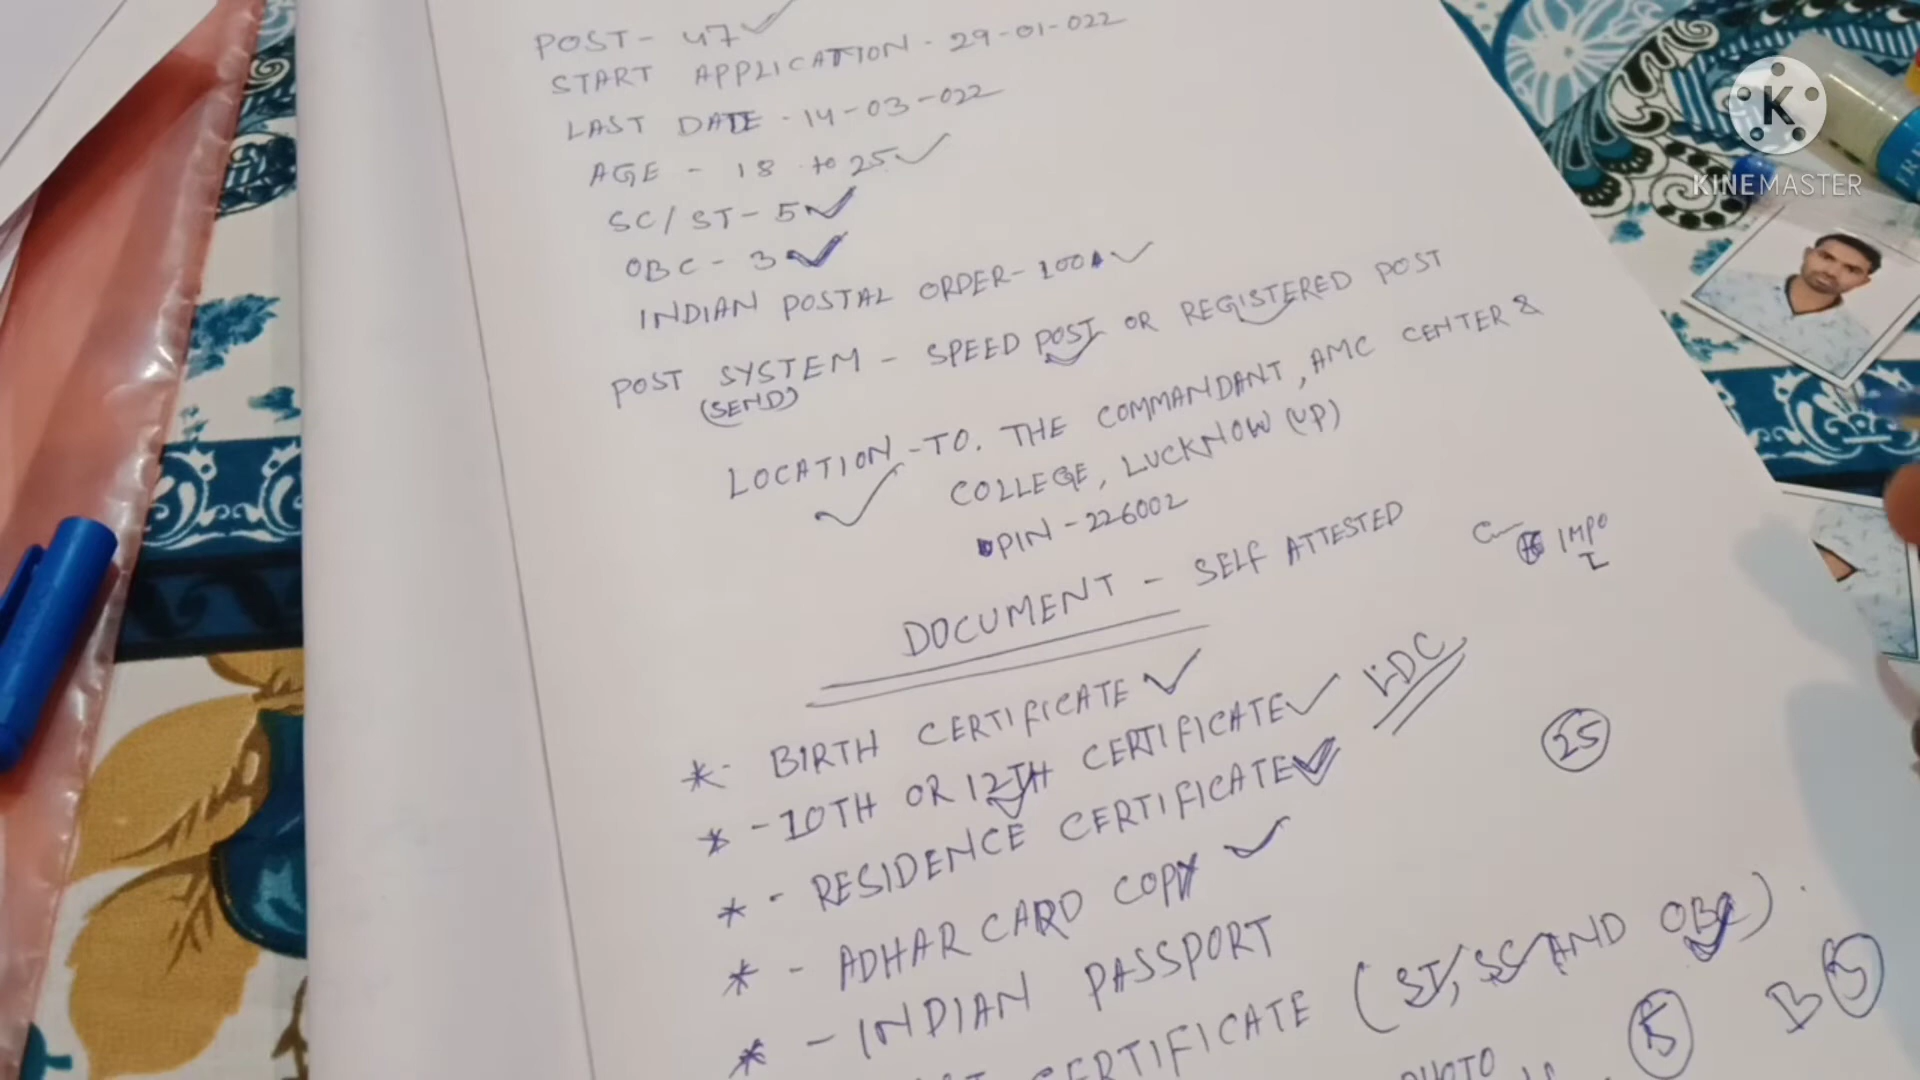 POST - 47
START APPLICATION - 29-01-022
LAST DATE - 14-03-022
AGE - 18 to 25
SC/ST - 5
OBC - 3
INDIAN POSTAL ORDER - 100
POST SYSTEM - SPEED POST OR REGISTERED POST
(SEND)
LOCATION - TO. THE COMMANDANT, AMC CENTER &
COLLEGE, LUCKNOW (UP)
PIN - 226002
DOCUMENT - SELF ATTESTED
IMPO
* - BIRTH CERTIFICATE
* - 10TH OR 12TH CERTIFICATE LDC
* - RESIDENCE CERTIFICATE
25
* - ADHAR CARD COPY
* - INDIAN PASSPORT
CERTIFICATE (ST, SC AND OBC)
PHOTO
5
B 5
K
KINEMASTER